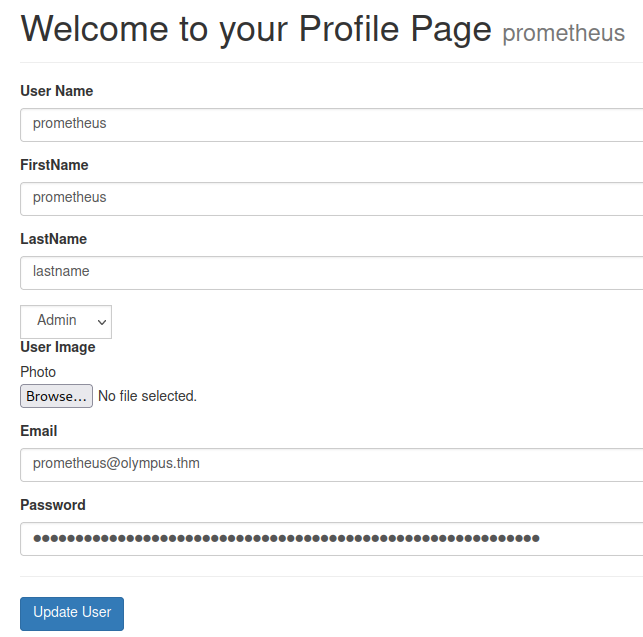 Welcome to your Profile Page prometheus
User Name
prometheus
FirstName
prometheus
LastName
lastname
Admin
User Image
Photo
Browse... No file selected.
Email
prometheus@olympus.thm
Password
●●●●●●●●●●●●●●●●●●●●●●●●●●●●●●●●●●●●●●●●●●●●●●●●●●●●●●●●●●●●
Update User